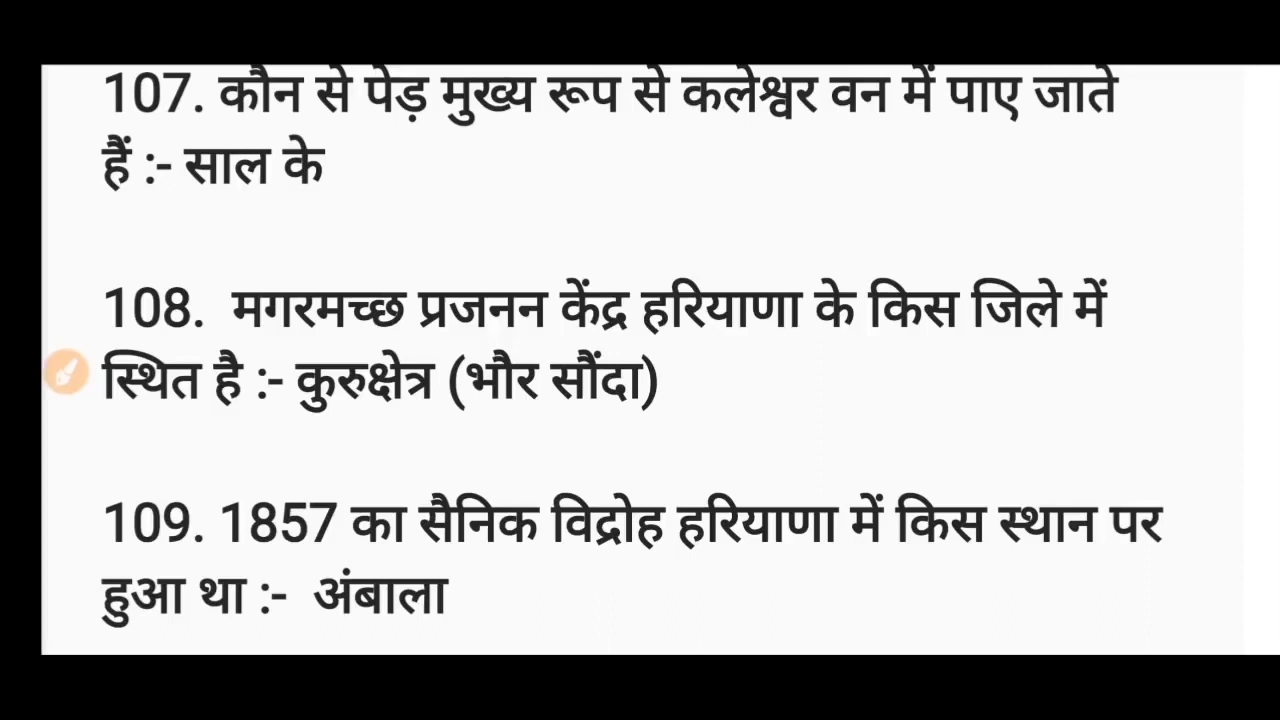 107. कौन से पेड़ मुख्य रूप से कलेश्वर वन में पाए जाते
हैं :- साल के
108. मगरमच्छ प्रजनन केंद्र हरियाणा के किस जिले में
स्थित है :- कुरुक्षेत्र (भौर सौंदा)
109. 1857 का सैनिक विद्रोह हरियाणा में किस स्थान पर
हुआ था :- अंबाला